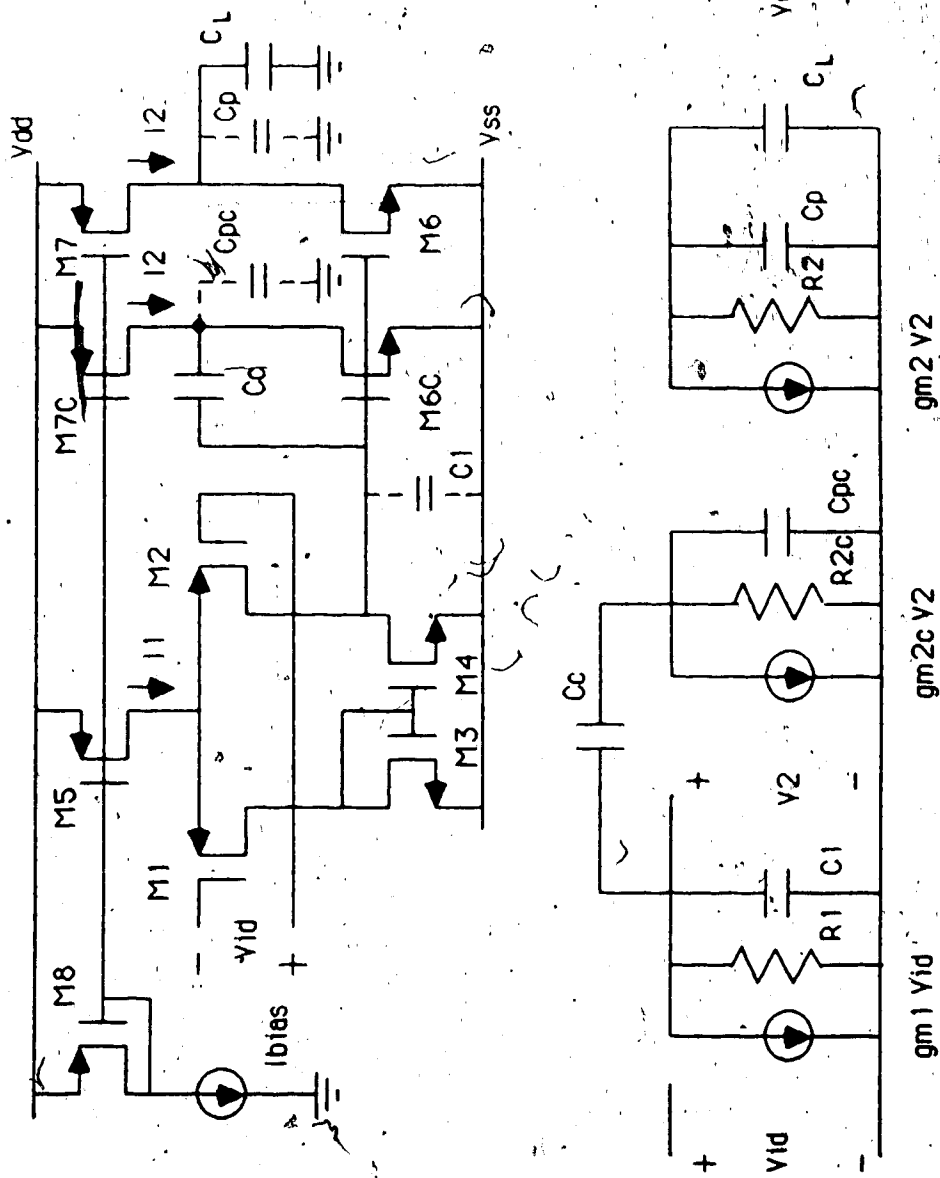 Vdd
M8
M5
M7C
M7
I1
I2
I2
CL
Cp
Cpc
Ibias
M1
M2
Cc
Vid
-
+
C1
M6C
M6
M3
M4
Vss
Cc
+
Vid
-
R1
C1
+
V2
-
R2c
Cpc
R2
Cp
CL
gm1 Vid
gm2c V2
gm2 V2